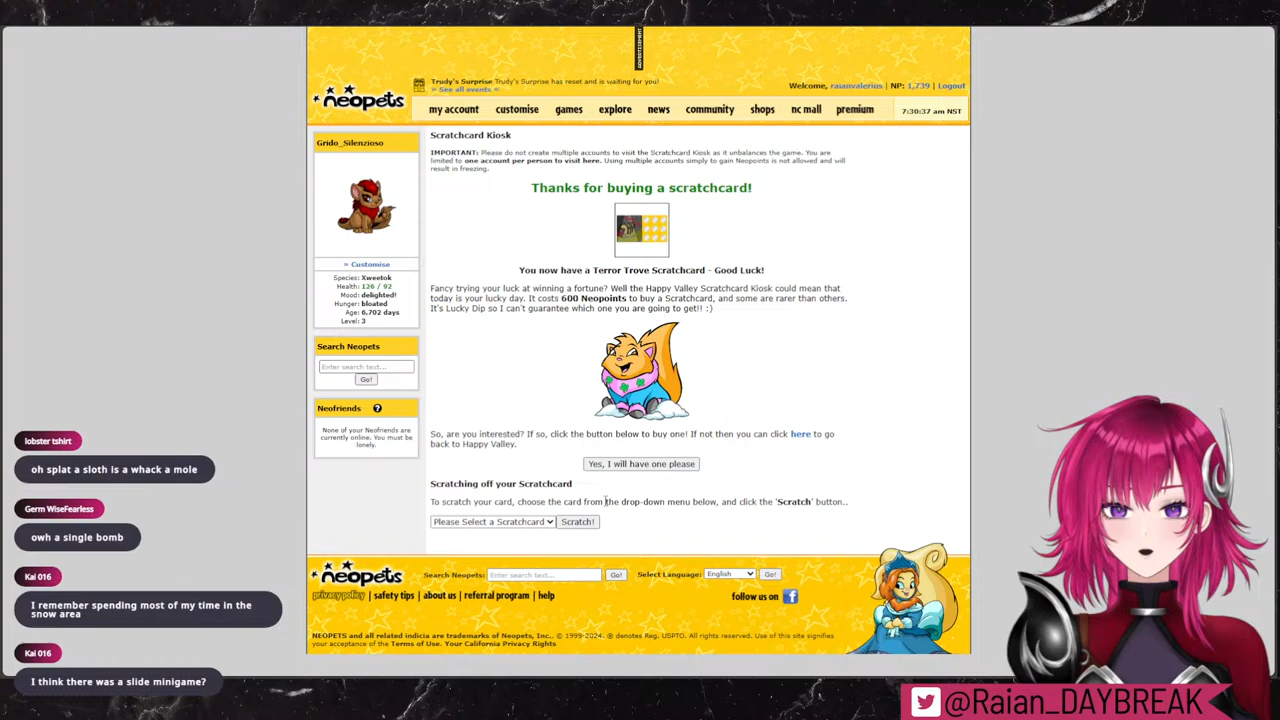 ADVERTISEMENT
Trudy's Surprise Trudy's Surprise has reset and is waiting for you!
» See all events «
Welcome, raianvalerius | NP: 1,739 | Logout
neopets
my account customise games explore news community shops nc mall premium
7:30:37 am NST
Grido_Silenzioso
» Customise
Species: Xweetok
Health: 126 / 92
Mood: delighted!
Hunger: bloated
Age: 6,702 days
Level: 3
Search Neopets
Enter search text...
Go!
Neofriends ?
None of your Neofriends are
currently online. You must be
lonely.
Scratchcard Kiosk
IMPORTANT: Please do not create multiple accounts to visit the Scratchcard Kiosk as it unbalances the game. You are
limited to one account per person to visit here. Using multiple accounts simply to gain Neopoints is not allowed and will
result in freezing.
Thanks for buying a scratchcard!
You now have a Terror Trove Scratchcard - Good Luck!
Fancy trying your luck at winning a fortune? Well the Happy Valley Scratchcard Kiosk could mean that
today is your lucky day. It costs 600 Neopoints to buy a Scratchcard, and some are rarer than others.
It's Lucky Dip so I can't guarantee which one you are going to get!! :)
So, are you interested? If so, click the button below to buy one! If not then you can click here to go
back to Happy Valley.
Yes, I will have one please
Scratching off your Scratchcard
To scratch your card, choose the card from the drop-down menu below, and click the 'Scratch' button..
Please Select a Scratchcard Scratch!
neopets
Search Neopets: Enter search text... Go! Select Language: English Go!
privacy policy | safety tips | about us | referral program | help
follow us on f
NEOPETS and all related indicia are trademarks of Neopets, Inc.. © 1999-2024. ® denotes Reg. USPTO. All rights reserved. Use of this site signifies
your acceptance of the Terms of Use. Your California Privacy Rights
lobster tshirt
oh splat a sloth is a whack a mole
Germ WiseFearless
owh a single bomb
Kai 016
I remember spending most of my time in the
snow area
Kai 016
I think there was a slide minigame?
@Raian_DAYBREAK